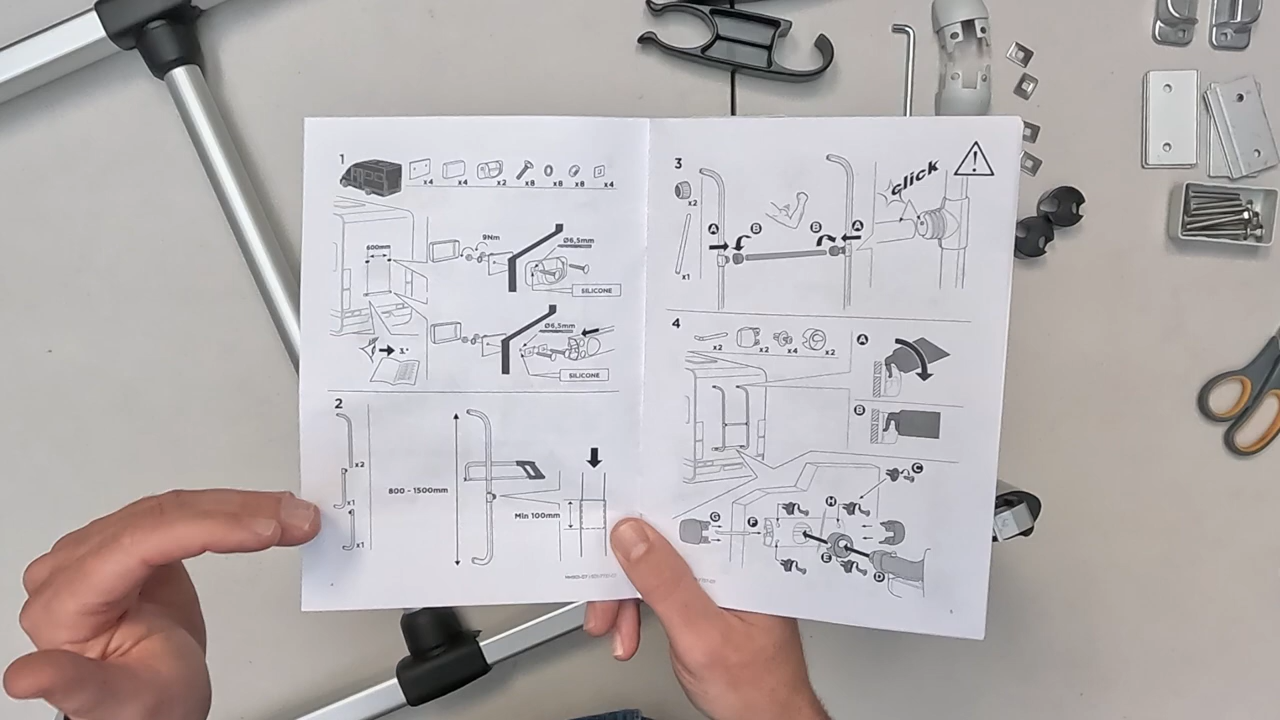 1
x4 x4 x2 x8 x8 x8 x4
600mm
9Nm
Ø6,5mm
SILICONE
Ø6,5mm
3.
SILICONE
2
x2
x1
x1
800 - 1500mm
Min 100mm
3
x2
x1
A B B A
click
4
x2 x2 x4 x2
A
B
C
G F H
E
D